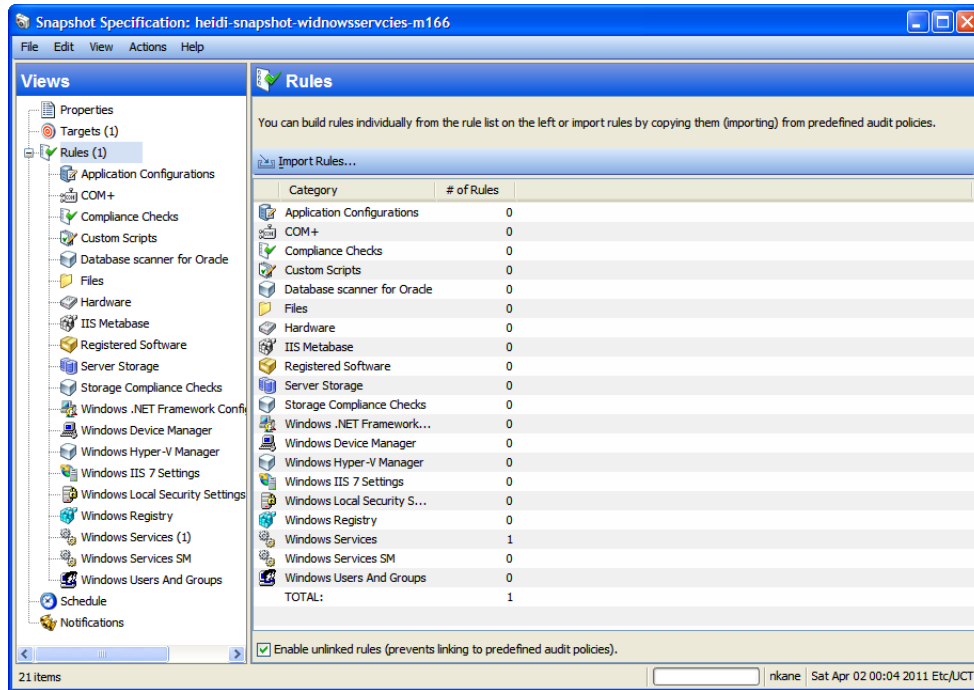 Snapshot Specification: heidi-snapshot-widnowsservcies-m166
File Edit View Actions Help
Views
Properties
Targets (1)
Rules (1)
Application Configurations
COM+
Compliance Checks
Custom Scripts
Database scanner for Oracle
Files
Hardware
IIS Metabase
Registered Software
Server Storage
Storage Compliance Checks
Windows .NET Framework Confi
Windows Device Manager
Windows Hyper-V Manager
Windows IIS 7 Settings
Windows Local Security Settings
Windows Registry
Windows Services (1)
Windows Services SM
Windows Users And Groups
Schedule
Notifications
Rules
You can build rules individually from the rule list on the left or import rules by copying them (importing) from predefined audit policies.
Import Rules...
Category # of Rules
Application Configurations 0
COM+ 0
Compliance Checks 0
Custom Scripts 0
Database scanner for Oracle 0
Files 0
Hardware 0
IIS Metabase 0
Registered Software 0
Server Storage 0
Storage Compliance Checks 0
Windows .NET Framework... 0
Windows Device Manager 0
Windows Hyper-V Manager 0
Windows IIS 7 Settings 0
Windows Local Security S... 0
Windows Registry 0
Windows Services 1
Windows Services SM 0
Windows Users And Groups 0
TOTAL: 1
Enable unlinked rules (prevents linking to predefined audit policies).
21 items nkane Sat Apr 02 00:04 2011 Etc/UCT